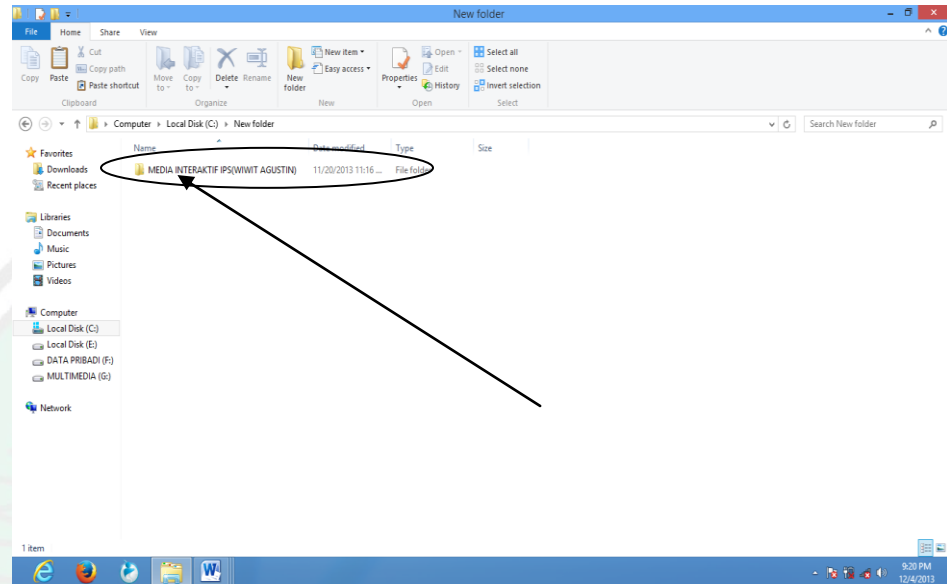 New folder
File Home Share View
Copy
Paste
Cut
Copy path
Paste shortcut
Clipboard
Move to
Copy to
Delete
Rename
Organize
New folder
New item
Easy access
New
Properties
Open
Edit
History
Open
Select all
Select none
Invert selection
Select
Computer Local Disk (C:) New folder
Search New folder
Name Date modified Type Size
MEDIA INTERAKTIF IPS(WIWIT AGUSTIN) 11/20/2013 11:16 ... File folder
Favorites
Downloads
Recent places
Libraries
Documents
Music
Pictures
Videos
Computer
Local Disk (C:)
Local Disk (E:)
DATA PRIBADI (F:)
MULTIMEDIA (G:)
Network
1 item
9:20 PM
12/4/2013